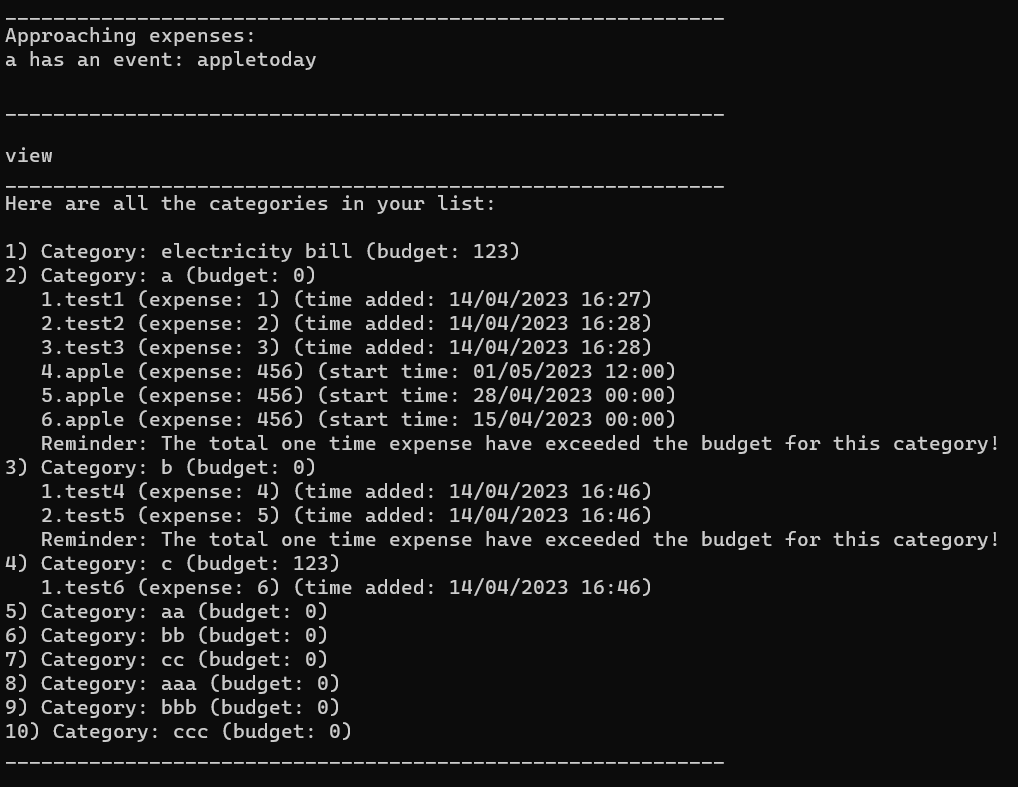 ____________________________________________________________
Approaching expenses:
a has an event: appletoday
____________________________________________________________
view
____________________________________________________________
Here are all the categories in your list:
1) Category: electricity bill (budget: 123)
2) Category: a (budget: 0)
1.test1 (expense: 1) (time added: 14/04/2023 16:27)
2.test2 (expense: 2) (time added: 14/04/2023 16:28)
3.test3 (expense: 3) (time added: 14/04/2023 16:28)
4.apple (expense: 456) (start time: 01/05/2023 12:00)
5.apple (expense: 456) (start time: 28/04/2023 00:00)
6.apple (expense: 456) (start time: 15/04/2023 00:00)
Reminder: The total one time expense have exceeded the budget for this category!
3) Category: b (budget: 0)
1.test4 (expense: 4) (time added: 14/04/2023 16:46)
2.test5 (expense: 5) (time added: 14/04/2023 16:46)
Reminder: The total one time expense have exceeded the budget for this category!
4) Category: c (budget: 123)
1.test6 (expense: 6) (time added: 14/04/2023 16:46)
5) Category: aa (budget: 0)
6) Category: bb (budget: 0)
7) Category: cc (budget: 0)
8) Category: aaa (budget: 0)
9) Category: bbb (budget: 0)
10) Category: ccc (budget: 0)
____________________________________________________________